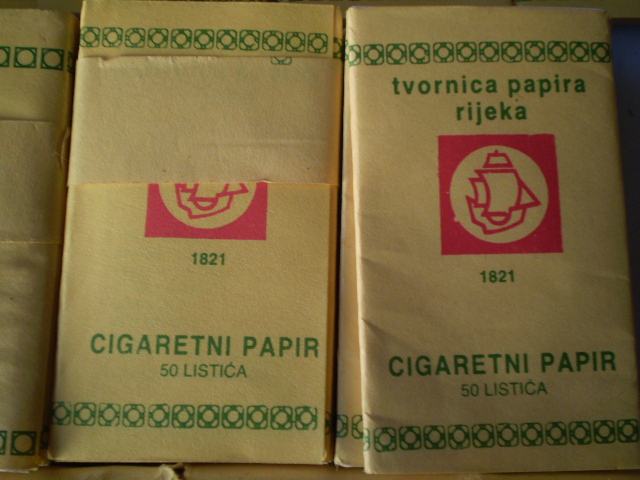 1821
CIGARETNI PAPIR
50 LISTIĆA
tvornica papira
rijeka
1821
CIGARETNI PAPIR
50 LISTIĆA